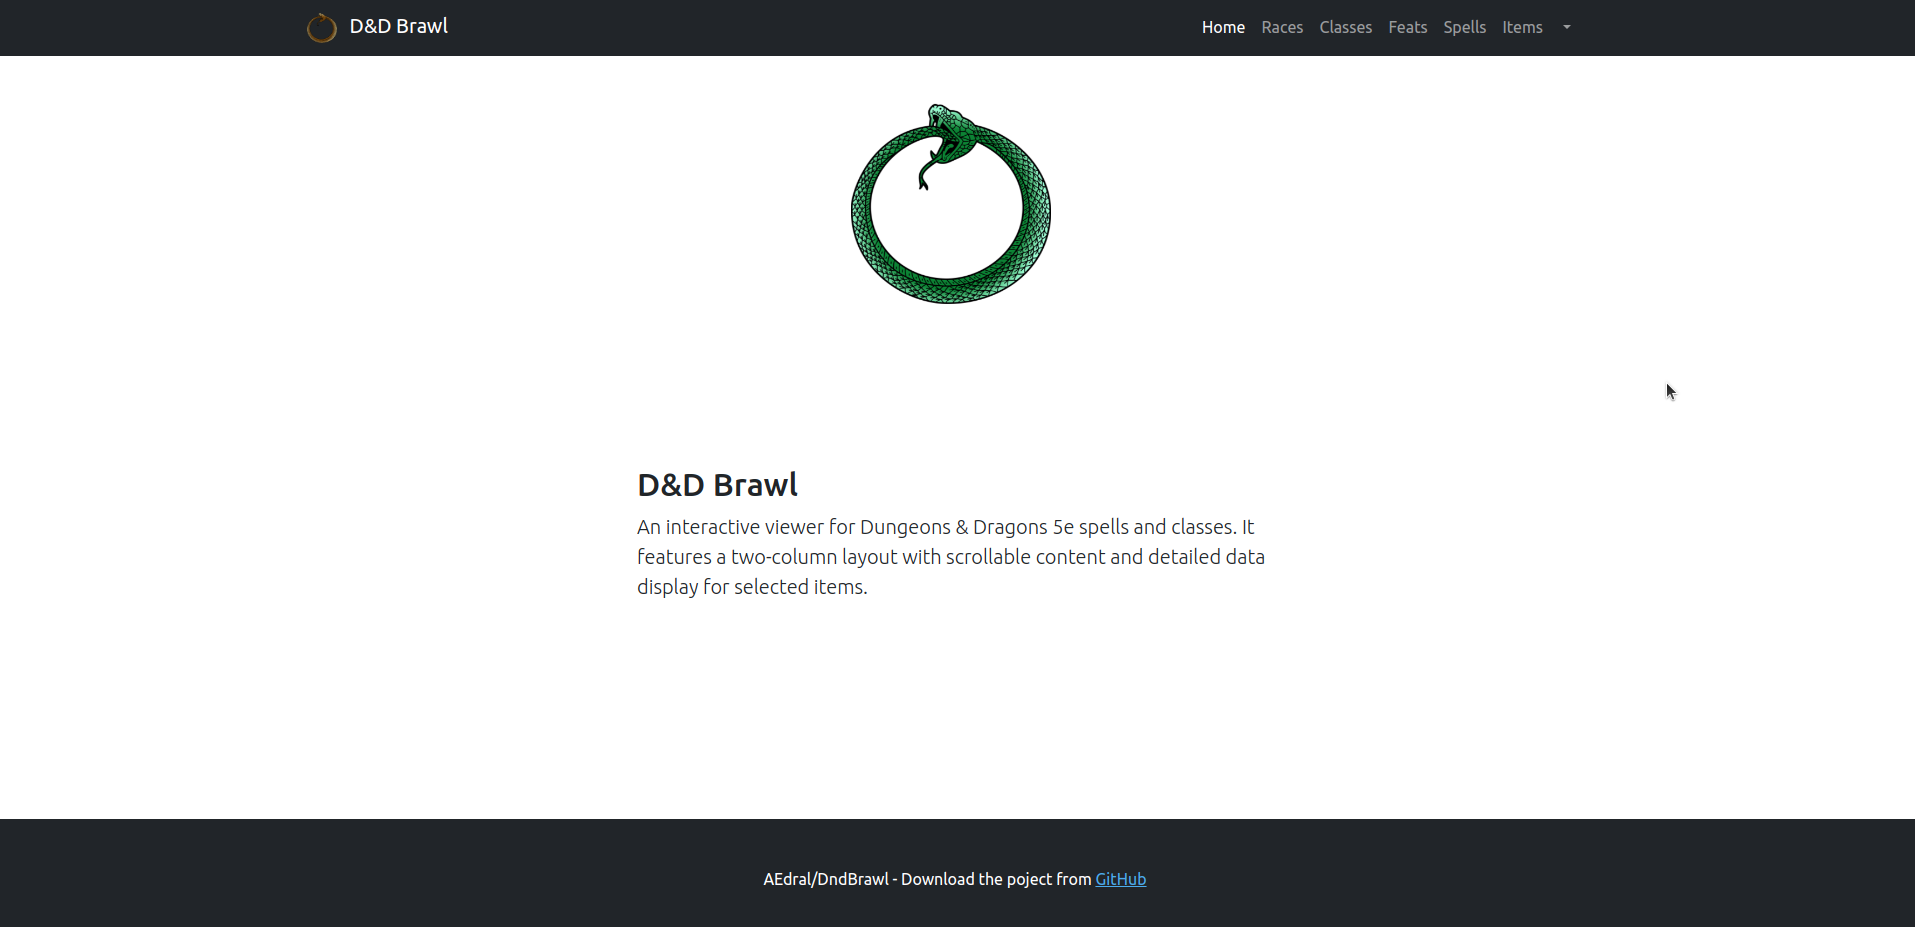 D&D Brawl
Home Races Classes Feats Spells Items
D&D Brawl
An interactive viewer for Dungeons & Dragons 5e spells and classes. It
features a two-column layout with scrollable content and detailed data
display for selected items.
AEdral/DndBrawl - Download the poject from GitHub